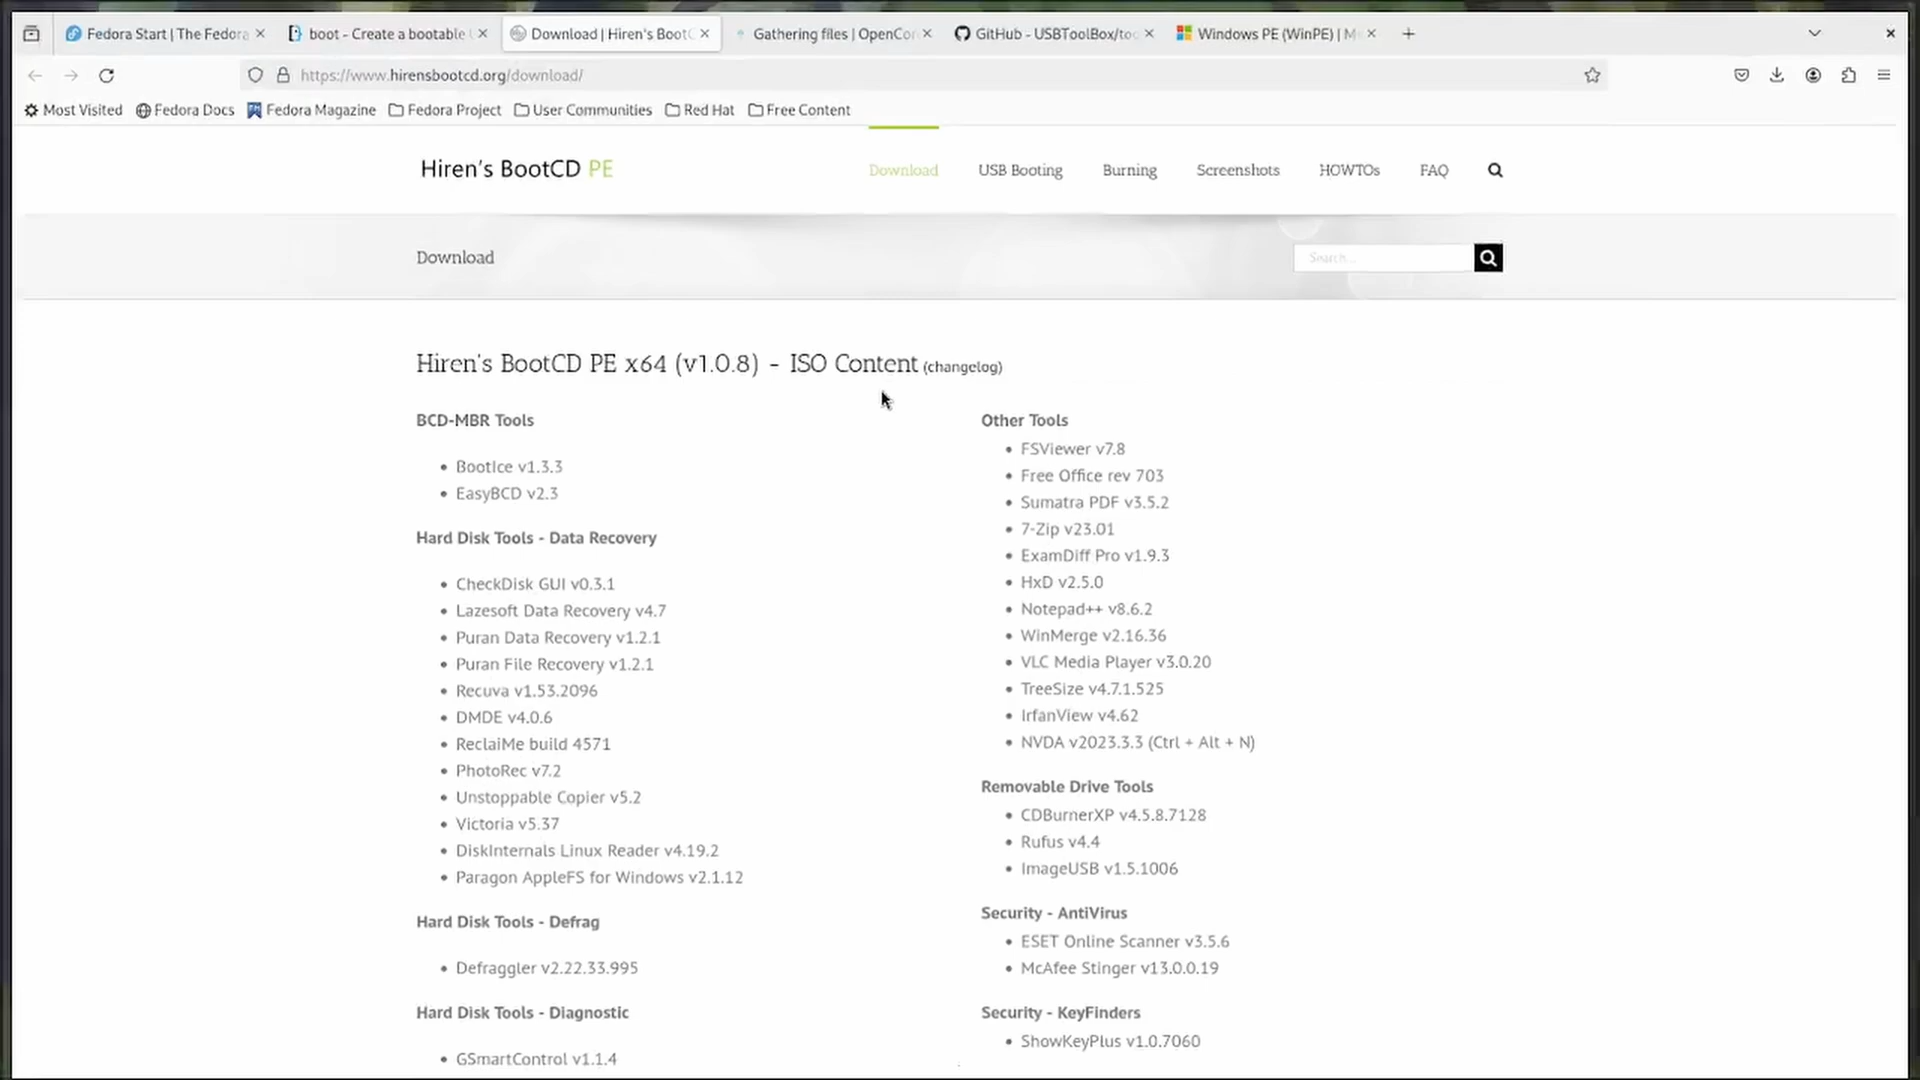 Fedora Start | The Fedora
boot - Create a bootable
Download | Hiren's BootC
Gathering files | OpenCor
GitHub - USBToolBox/too
Windows PE (WinPE) | M
https://www.hirensbootcd.org/download/
Most Visited Fedora Docs Fedora Magazine Fedora Project User Communities Red Hat Free Content
Hiren's BootCD PE
Download USB Booting Burning Screenshots HOWTOs FAQ
Download
Search...
Hiren's BootCD PE x64 (v1.0.8) - ISO Content (changelog)
BCD-MBR Tools
BootIce v1.3.3
EasyBCD v2.3
Hard Disk Tools - Data Recovery
CheckDisk GUI v0.3.1
Lazesoft Data Recovery v4.7
Puran Data Recovery v1.2.1
Puran File Recovery v1.2.1
Recuva v1.53.2096
DMDE v4.0.6
ReclaiMe build 4571
PhotoRec v7.2
Unstoppable Copier v5.2
Victoria v5.37
DiskInternals Linux Reader v4.19.2
Paragon AppleFS for Windows v2.1.12
Hard Disk Tools - Defrag
Defraggler v2.22.33.995
Hard Disk Tools - Diagnostic
GSmartControl v1.1.4
Other Tools
FSViewer v7.8
Free Office rev 703
Sumatra PDF v3.5.2
7-Zip v23.01
ExamDiff Pro v1.9.3
HxD v2.5.0
Notepad++ v8.6.2
WinMerge v2.16.36
VLC Media Player v3.0.20
TreeSize v4.7.1.525
IrfanView v4.62
NVDA v2023.3.3 (Ctrl + Alt + N)
Removable Drive Tools
CDBurnerXP v4.5.8.7128
Rufus v4.4
ImageUSB v1.5.1006
Security - AntiVirus
ESET Online Scanner v3.5.6
McAfee Stinger v13.0.0.19
Security - KeyFinders
ShowKeyPlus v1.0.7060